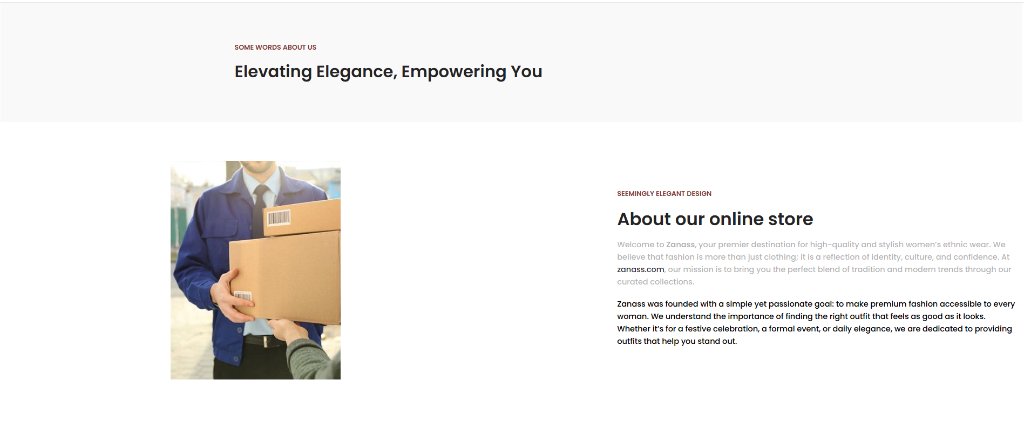 SOME WORDS ABOUT US
Elevating Elegance, Empowering You
SEEMINGLY ELEGANT DESIGN
About our online store
Welcome to Zanass, your premier destination for high-quality and stylish women's ethnic wear. We
believe that fashion is more than just clothing; it is a reflection of identity, culture, and confidence. At
zanass.com, our mission is to bring you the perfect blend of tradition and modern trends through our
curated collections.
Zanass was founded with a simple yet passionate goal: to make premium fashion accessible to every
woman. We understand the importance of finding the right outfit that feels as good as it looks.
Whether it's for a festive celebration, a formal event, or daily elegance, we are dedicated to providing
outfits that help you stand out.